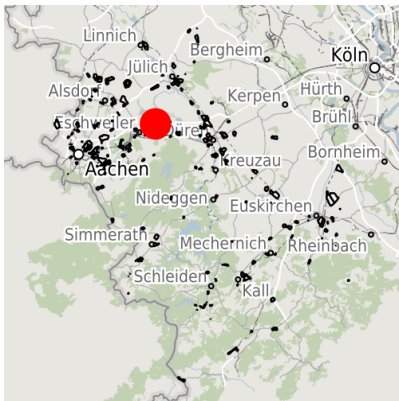 Linnich
Bergheim
Köln
Jülich
Alsdorf
Kerpen
Hürth
Brühl
Eschweiler
Kreuzau
Bornheim
Aachen
Nideggen
Euskirchen
Simmerath
Mechernich
Rheinbach
Schleiden
Kall